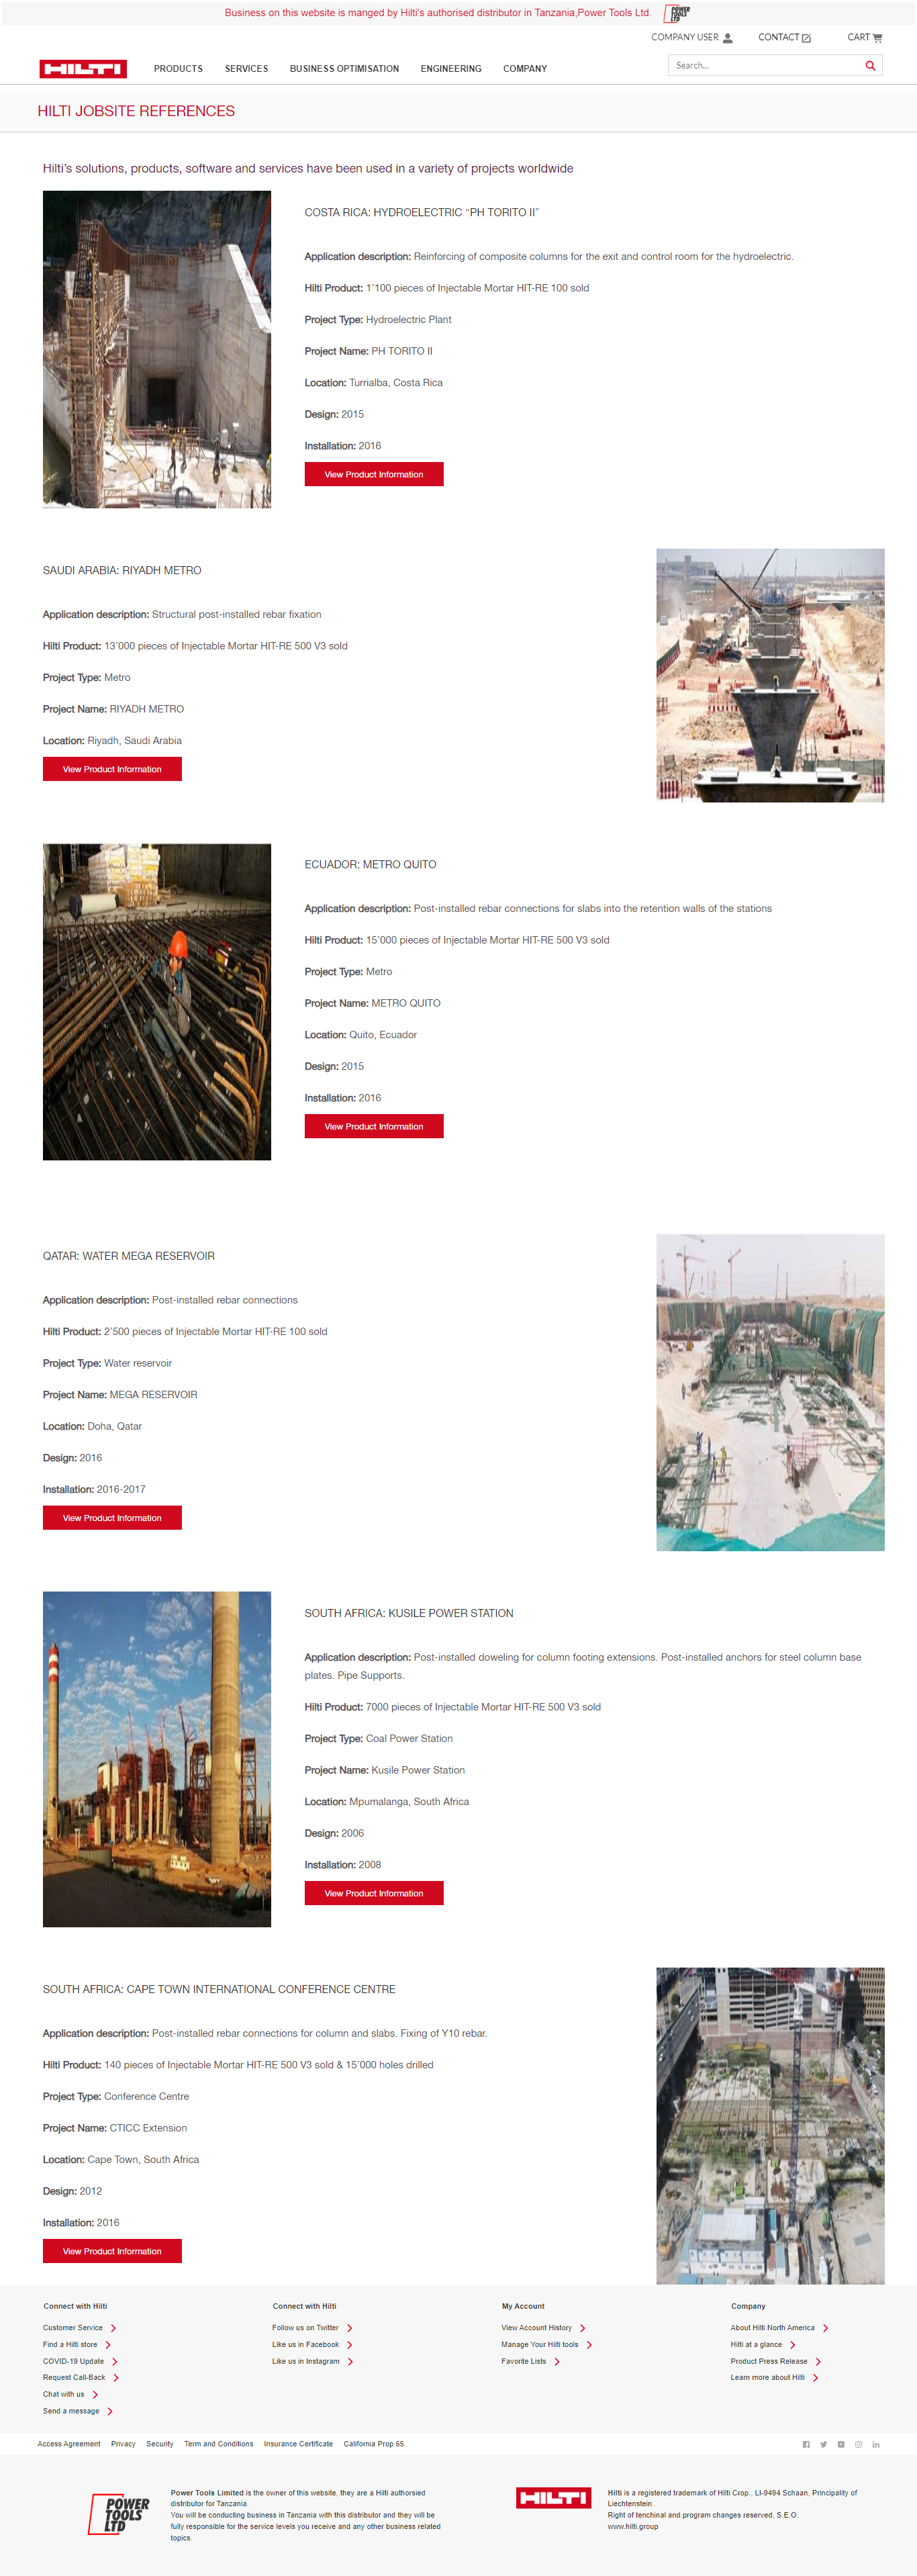 Business on this website is manged by Hilti's authorised distributor in Tanzania,Power Tools Ltd.
POWER
TOOLS
LTD
COMPANY USER
CONTACT
CART
HILTI
PRODUCTS
SERVICES
BUSINESS OPTIMISATION
ENGINEERING
COMPANY
Search...
HILTI JOBSITE REFERENCES
Hilti's solutions, products, software and services have been used in a variety of projects worldwide
COSTA RICA: HYDROELECTRIC “PH TORITO II”
Application description: Reinforcing of composite columns for the exit and control room for the hydroelectric.
Hilti Product: 1’100 pieces of Injectable Mortar HIT-RE 100 sold
Project Type: Hydroelectric Plant
Project Name: PH TORITO II
Location: Turrialba, Costa Rica
Design: 2015
Installation: 2016
View Product Information
SAUDI ARABIA: RIYADH METRO
Application description: Structural post-installed rebar fixation
Hilti Product: 13’000 pieces of Injectable Mortar HIT-RE 500 V3 sold
Project Type: Metro
Project Name: RIYADH METRO
Location: Riyadh, Saudi Arabia
View Product Information
ECUADOR: METRO QUITO
Application description: Post-installed rebar connections for slabs into the retention walls of the stations
Hilti Product: 15’000 pieces of Injectable Mortar HIT-RE 500 V3 sold
Project Type: Metro
Project Name: METRO QUITO
Location: Quito, Ecuador
Design: 2015
Installation: 2016
View Product Information
QATAR: WATER MEGA RESERVOIR
Application description: Post-installed rebar connections
Hilti Product: 2’500 pieces of Injectable Mortar HIT-RE 100 sold
Project Type: Water reservoir
Project Name: MEGA RESERVOIR
Location: Doha, Qatar
Design: 2016
Installation: 2016-2017
View Product Information
SOUTH AFRICA: KUSILE POWER STATION
Application description: Post-installed doweling for column footing extensions. Post-installed anchors for steel column base
plates. Pipe Supports.
Hilti Product: 7000 pieces of Injectable Mortar HIT-RE 500 V3 sold
Project Type: Coal Power Station
Project Name: Kusile Power Station
Location: Mpumalanga, South Africa
Design: 2006
Installation: 2008
View Product Information
SOUTH AFRICA: CAPE TOWN INTERNATIONAL CONFERENCE CENTRE
Application description: Post-installed rebar connections for column and slabs. Fixing of Y10 rebar.
Hilti Product: 140 pieces of Injectable Mortar HIT-RE 500 V3 sold & 15’000 holes drilled
Project Type: Conference Centre
Project Name: CTICC Extension
Location: Cape Town, South Africa
Design: 2012
Installation: 2016
View Product Information
Connect with Hilti
Customer Service
Find a Hilti store
COVID-19 Update
Request Call-Back
Chat with us
Send a message
Connect with Hilti
Follow us on Twitter
Like us in Facebook
Like us in Instagram
My Account
View Account History
Manage Your Hilti tools
Favorite Lists
Company
About Hilti North America
Hilti at a glance
Product Press Release
Learn more about Hilti
Access Agreement
Privacy
Security
Term and Conditions
Insurance Certificate
California Prop 65
POWER
TOOLS
LTD
Power Tools Limited is the owner of this website, they are a Hilti authorsied
distributor for Tanzania.
You will be conducting business in Tanzania with this distributor and they will be
fully responsible for the service levels you receive and any other business related
topics.
HILTI
Hilti is a registered trademark of Hilti Crop., LI-9494 Schaan, Principality of
Liechtenstein.
Right of tenchinal and program changes reserved, S.E.O.
www.hilti.group